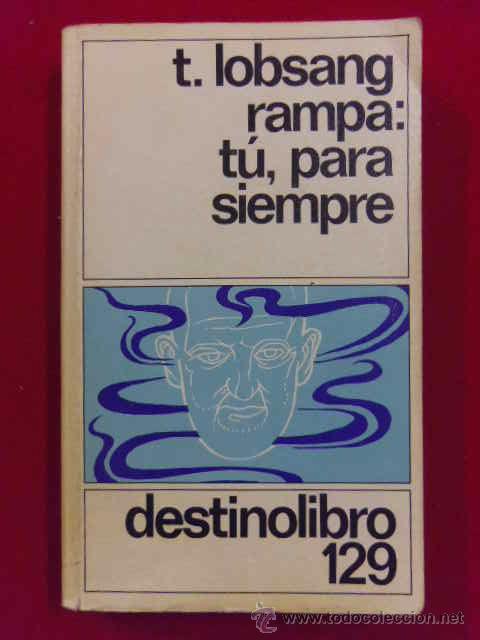 t. lobsang
rampa:
tú, para
siempre
destinolibro
129
www.todocoleccion.net